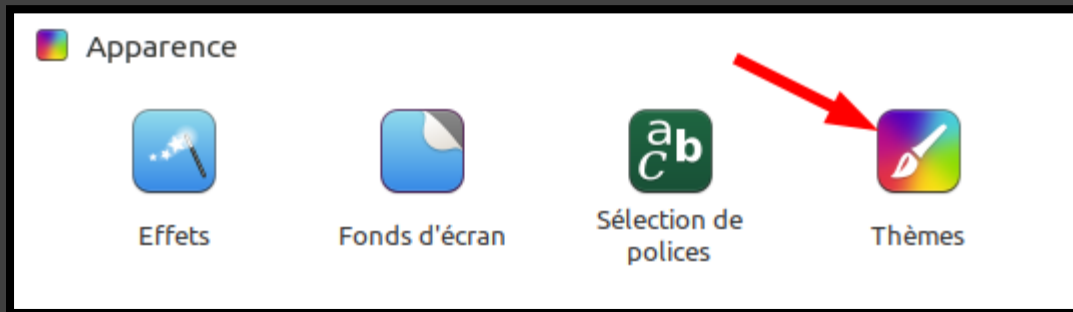 Apparence
a
b
c
Effets
Fonds d'écran
Sélection de
polices
Thèmes